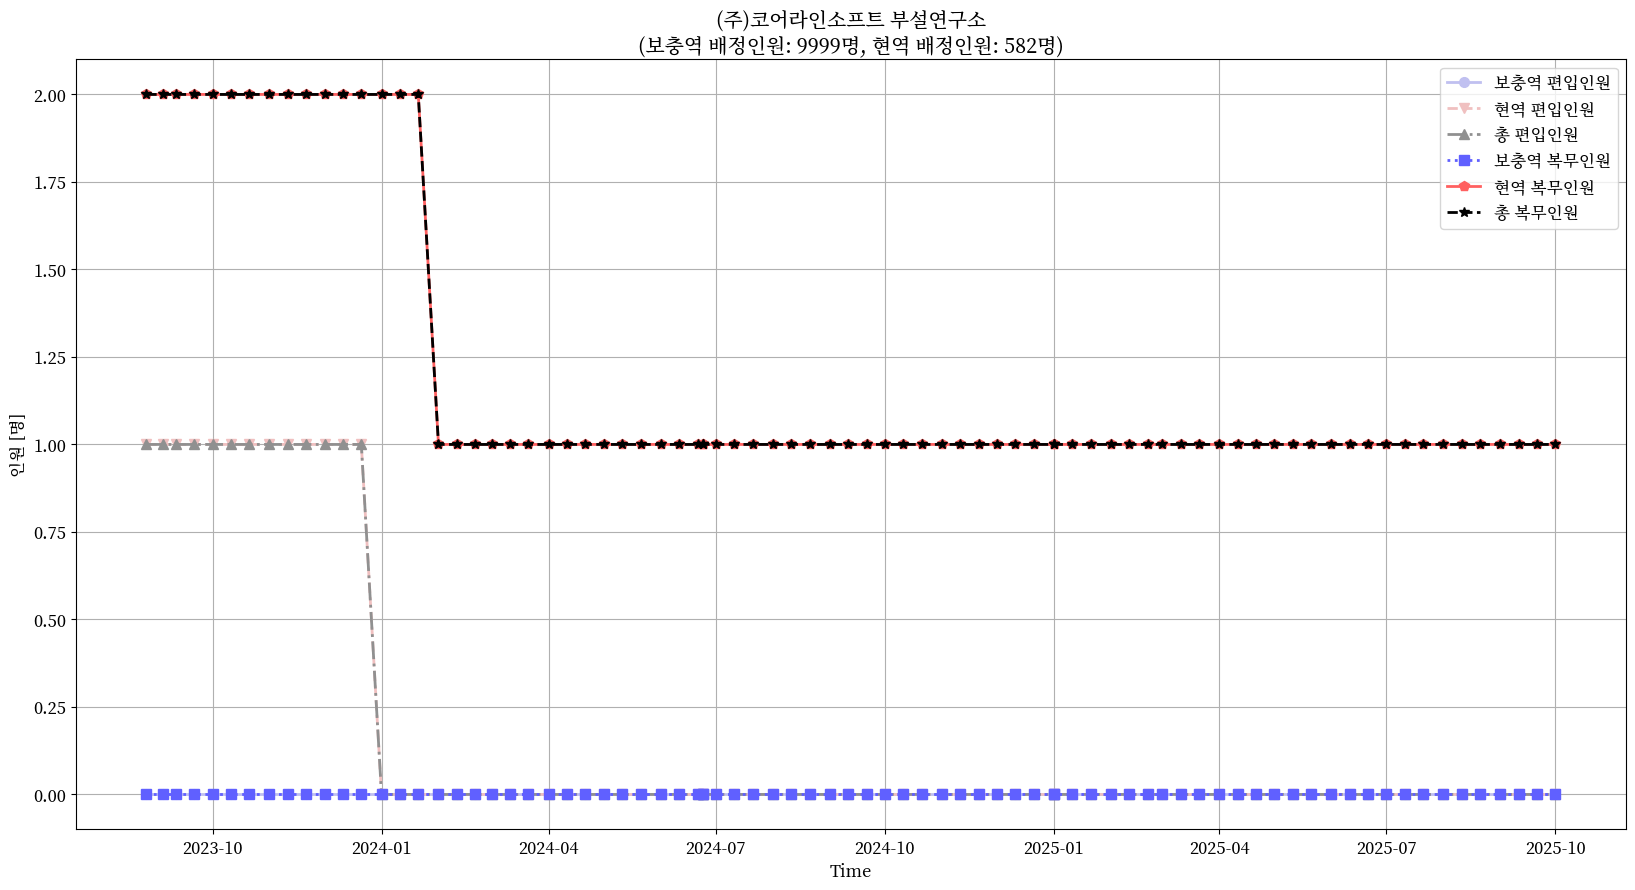 (주)코어라인소프트 부설연구소
(보충역 배정인원: 9999명, 현역 배정인원: 582명)
보충역 편입인원
현역 편입인원
총 편입인원
보충역 복무인원
현역 복무인원
총 복무인원
인원 [명]
2.00
1.75
1.50
1.25
1.00
0.75
0.50
0.25
0.00
2023-10
2024-01
2024-04
2024-07
2024-10
2025-01
2025-04
2025-07
2025-10
Time